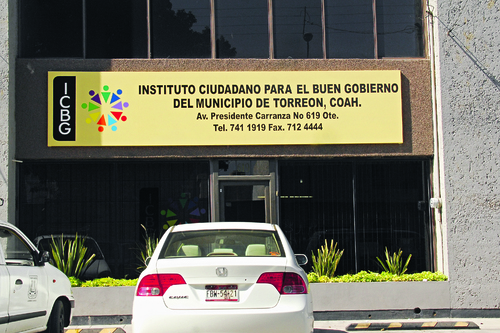 ICBG
INSTITUTO CIUDADANO PARA EL BUEN GOBIERNO
DEL MUNICIPIO DE TORREON, COAH.
Av. Presidente Carranza No 619 Ote.
Tel. 741 1919 Fax. 712 4444
CIVIC